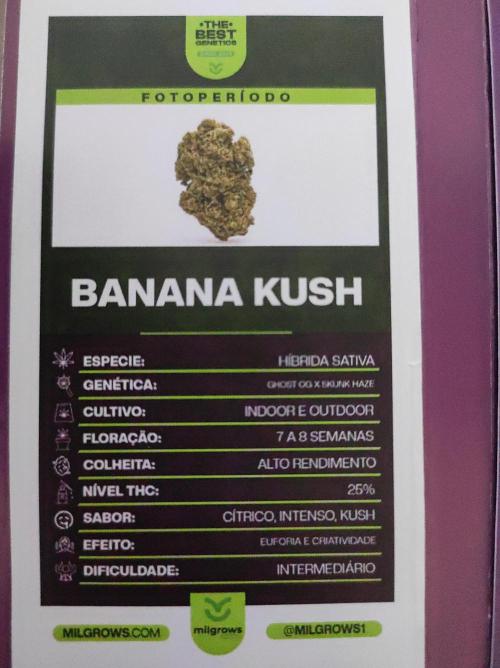 •THE•
BEST
GENETICS
FOTOPERÍODO
BANANA KUSH
ESPECIE: HÍBRIDA SATIVA
GENÉTICA: GHOST OG X SKUNK HAZE
CULTIVO: INDOOR E OUTDOOR
FLORAÇÃO: 7 A 8 SEMANAS
COLHEITA: ALTO RENDIMENTO
NÍVEL THC: 25%
SABOR: CÍTRICO, INTENSO, KUSH
EFEITO: EUFORIA E CRIATIVIDADE
DIFICULDADE: INTERMEDIÁRIO
MILGROWS.COM milgrows @MILGROWS1